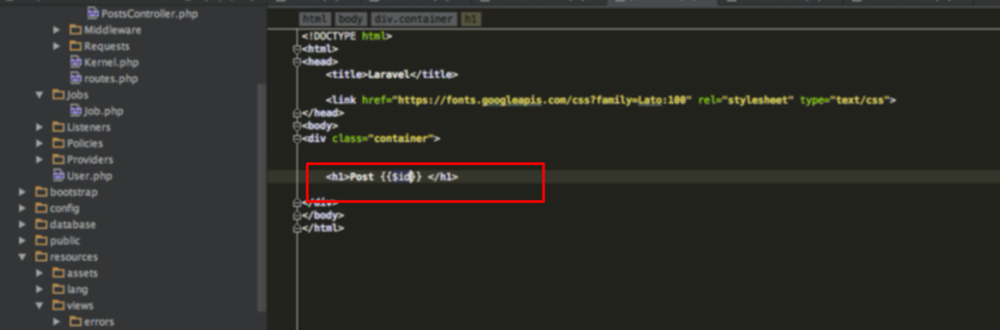 PostsController.php
Middleware
Requests
Kernel.php
routes.php
Jobs
Job.php
Listeners
Policies
Providers
User.php
bootstrap
config
database
public
resources
assets
lang
views
errors
html body div.container h1
<!DOCTYPE html>
<html>
<head>
<title>Laravel</title>
<link href="https://fonts.googleapis.com/css?family=Lato:100" rel="stylesheet" type="text/css">
</head>
<body>
<div class="container">
<h1>Post {{$id}} </h1>
</div>
</body>
</html>